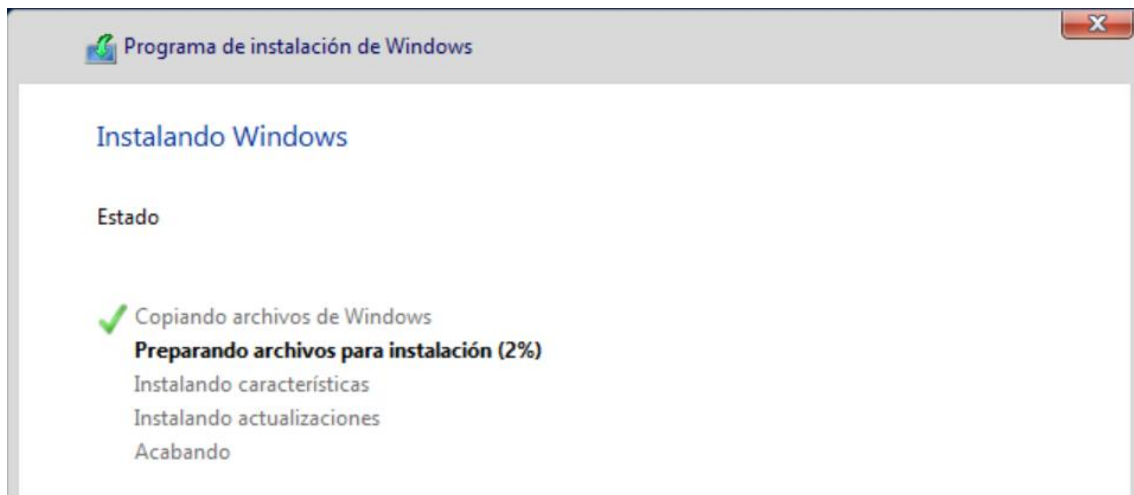 Programa de instalación de Windows
Instalando Windows
Estado
Copiando archivos de Windows
Preparando archivos para instalación (2%)
Instalando características
Instalando actualizaciones
Acabando